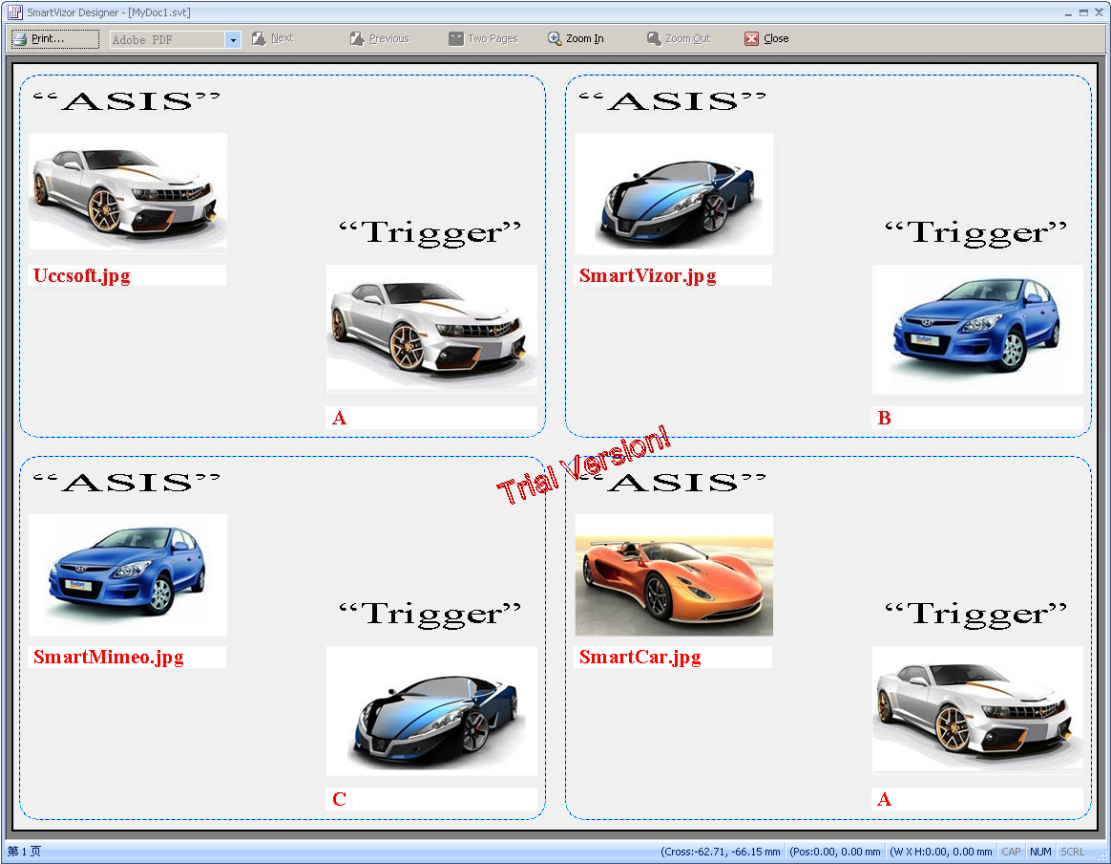 SmartVizor Designer - [MyDoc1.svt]
Print... Adobe PDF Next Previous Two Pages Zoom In Zoom Out Close
“ASIS” “ASIS”
“Trigger” “Trigger”
Uccsoft.jpg SmartVizor.jpg
A B
Trial Version!
“ASIS” “ASIS”
“Trigger” “Trigger”
SmartMimeo.jpg SmartCar.jpg
C A
第 1 页 (Cross:-62.71, -66.15 mm (Pos:0.00, 0.00 mm (W X H:0.00, 0.00 mm CAP NUM SCRL